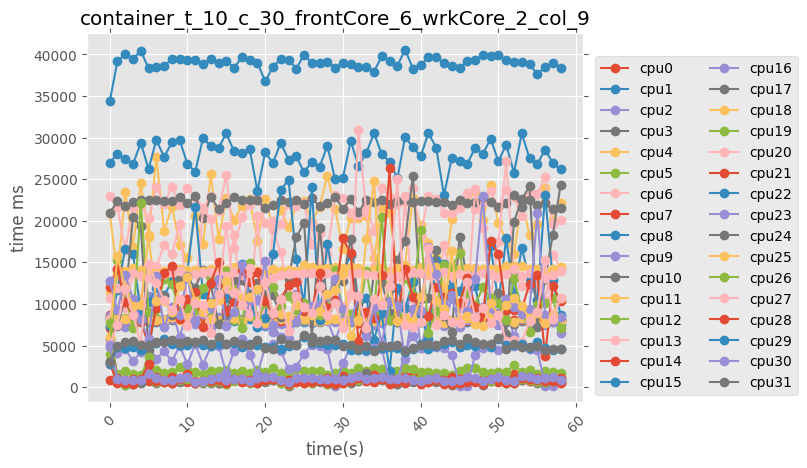 container_t_10_c_30_frontCore_6_wrkCore_2_col_9
40000
35000
30000
25000
20000
15000
10000
5000
0
time ms
0
10
20
30
40
50
60
time(s)
cpu0
cpu1
cpu2
cpu3
cpu4
cpu5
cpu6
cpu7
cpu8
cpu9
cpu10
cpu11
cpu12
cpu13
cpu14
cpu15
cpu16
cpu17
cpu18
cpu19
cpu20
cpu21
cpu22
cpu23
cpu24
cpu25
cpu26
cpu27
cpu28
cpu29
cpu30
cpu31